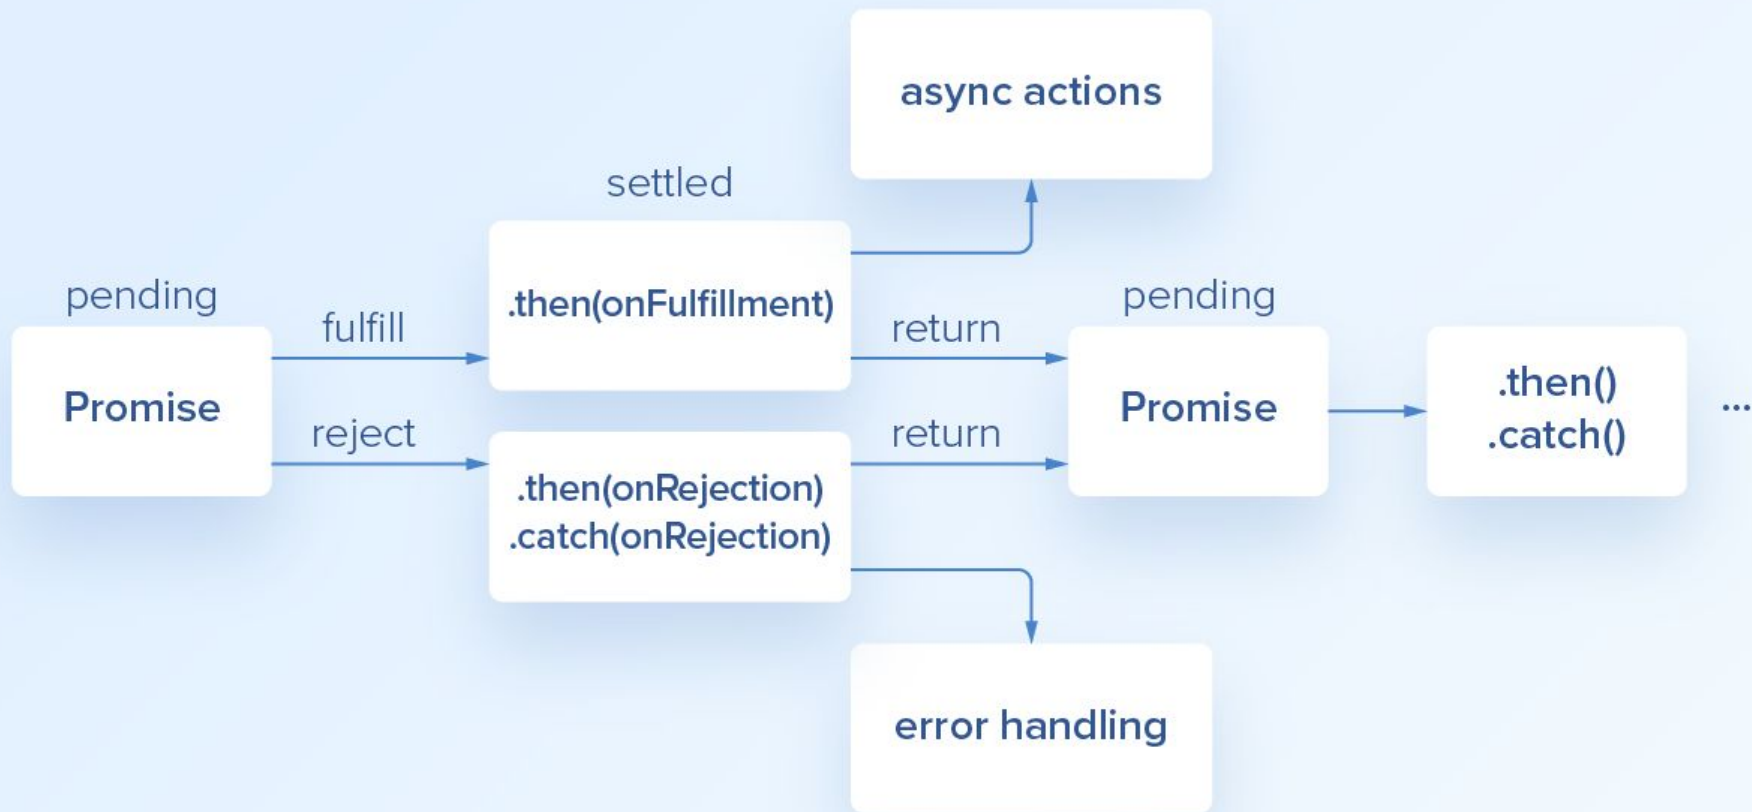 async actions
settled
.then(onFulfillment)
pending
fulfill
return
pending
Promise
reject
.then(onRejection)
.catch(onRejection)
return
Promise
.then()
.catch()
...
error handling